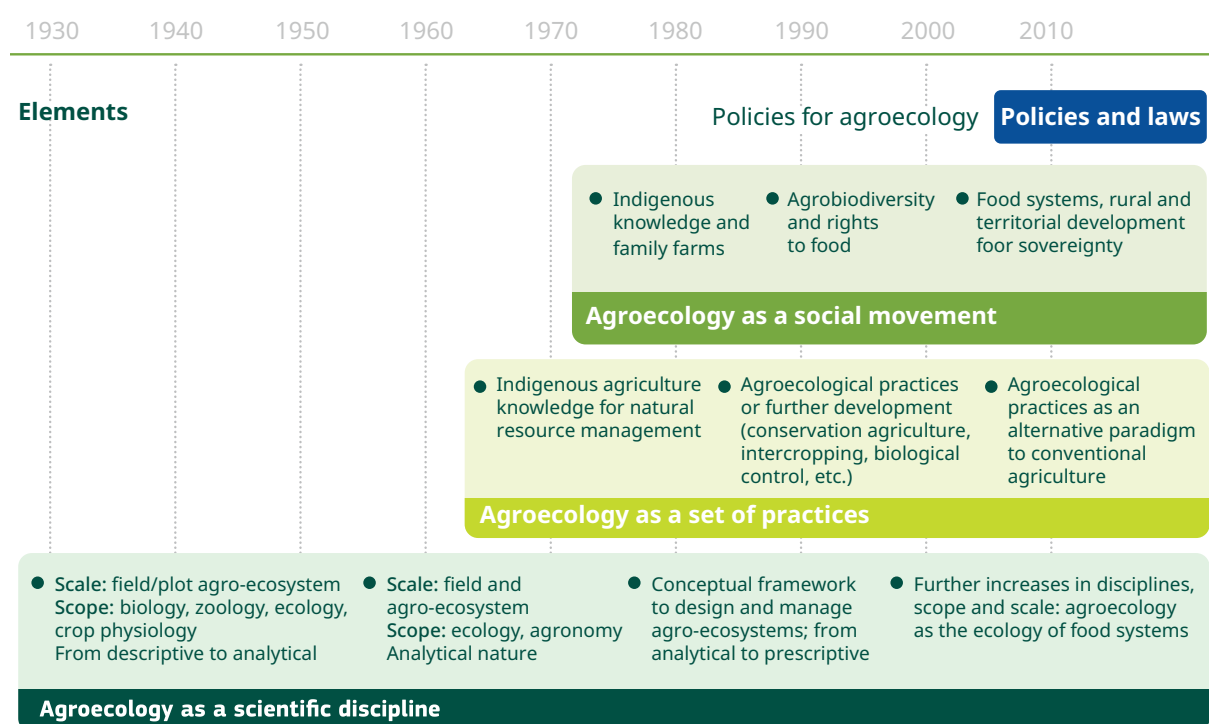 1930 1940 1950 1960 1970 1980 1990 2000 2010
Elements
Policies for agroecology
Policies and laws
Indigenous
knowledge and
family farms
Agrobiodiversity
and rights
to food
Food systems, rural and
territorial development
foor sovereignty
Agroecology as a social movement
Indigenous agriculture
knowledge for natural
resource management
Agroecological practices
or further development
(conservation agriculture,
intercropping, biological
control, etc.)
Agroecological
practices as an
alternative paradigm
to conventional
agriculture
Agroecology as a set of practices
Scale: field/plot agro-ecosystem
Scope: biology, zoology, ecology,
crop physiology
From descriptive to analytical
Scale: field and
agro-ecosystem
Scope: ecology, agronomy
Analytical nature
Conceptual framework
to design and manage
agro-ecosystems; from
analytical to prescriptive
Further increases in disciplines,
scope and scale: agroecology
as the ecology of food systems
Agroecology as a scientific discipline